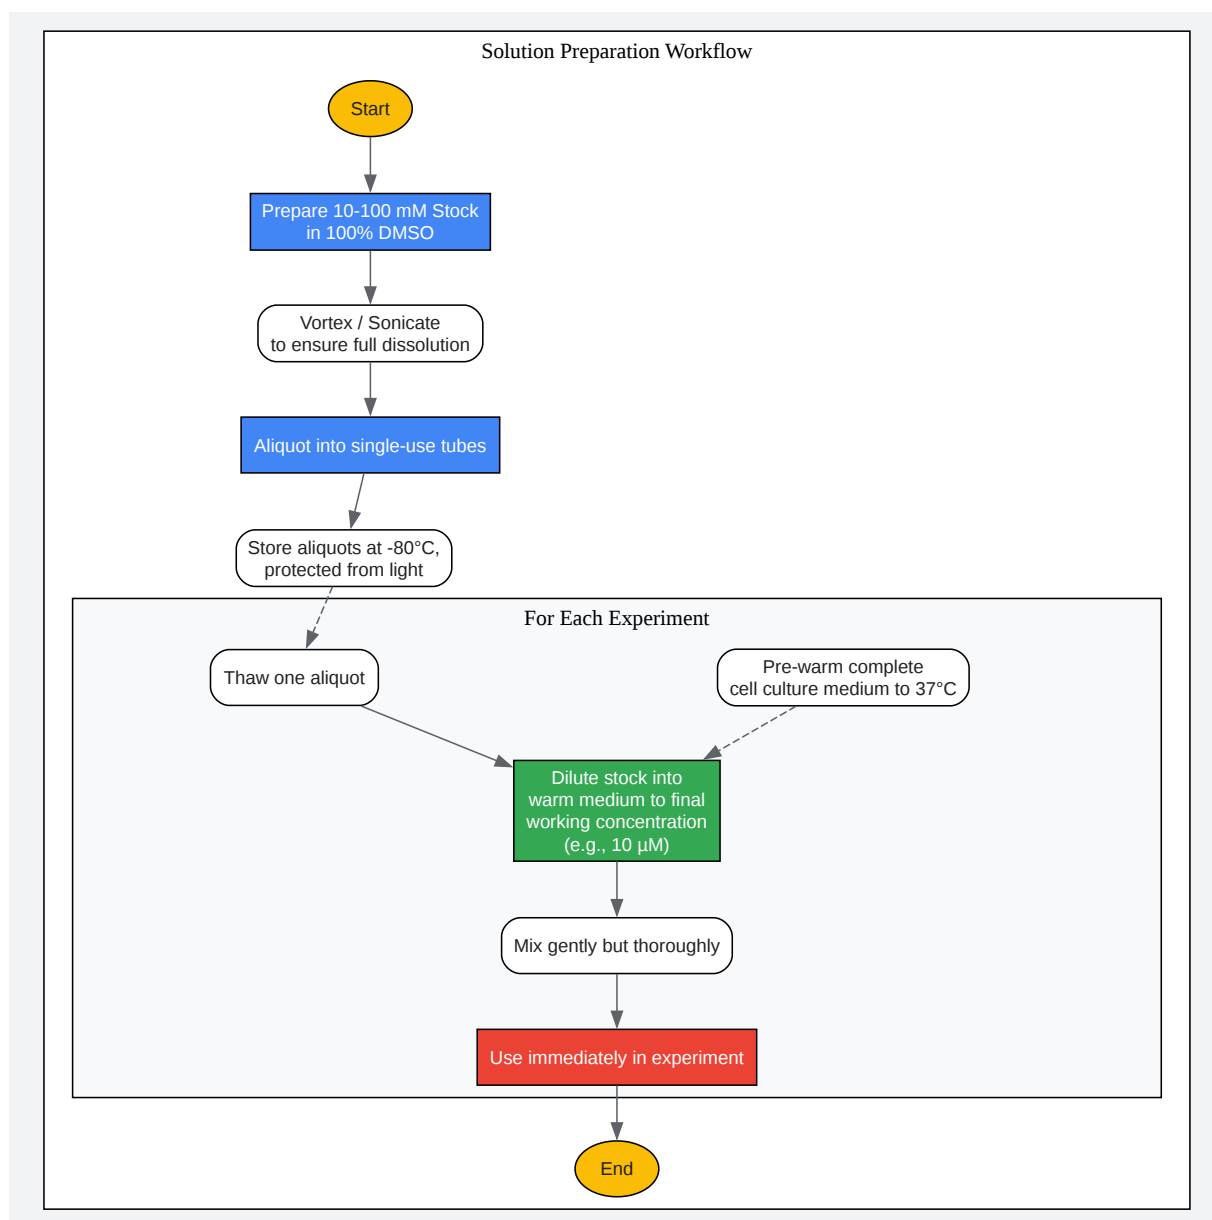 Solution Preparation Workflow
Start
Prepare 10-100 mM Stock
in 100% DMSO
Vortex / Sonicate
to ensure full dissolution
Aliquot into single-use tubes
Store aliquots at -80°C,
protected from light
For Each Experiment
Thaw one aliquot
Pre-warm complete
cell culture medium to 37°C
Dilute stock into
warm medium to final
working concentration
(e.g., 10 µM)
Mix gently but thoroughly
Use immediately in experiment
End